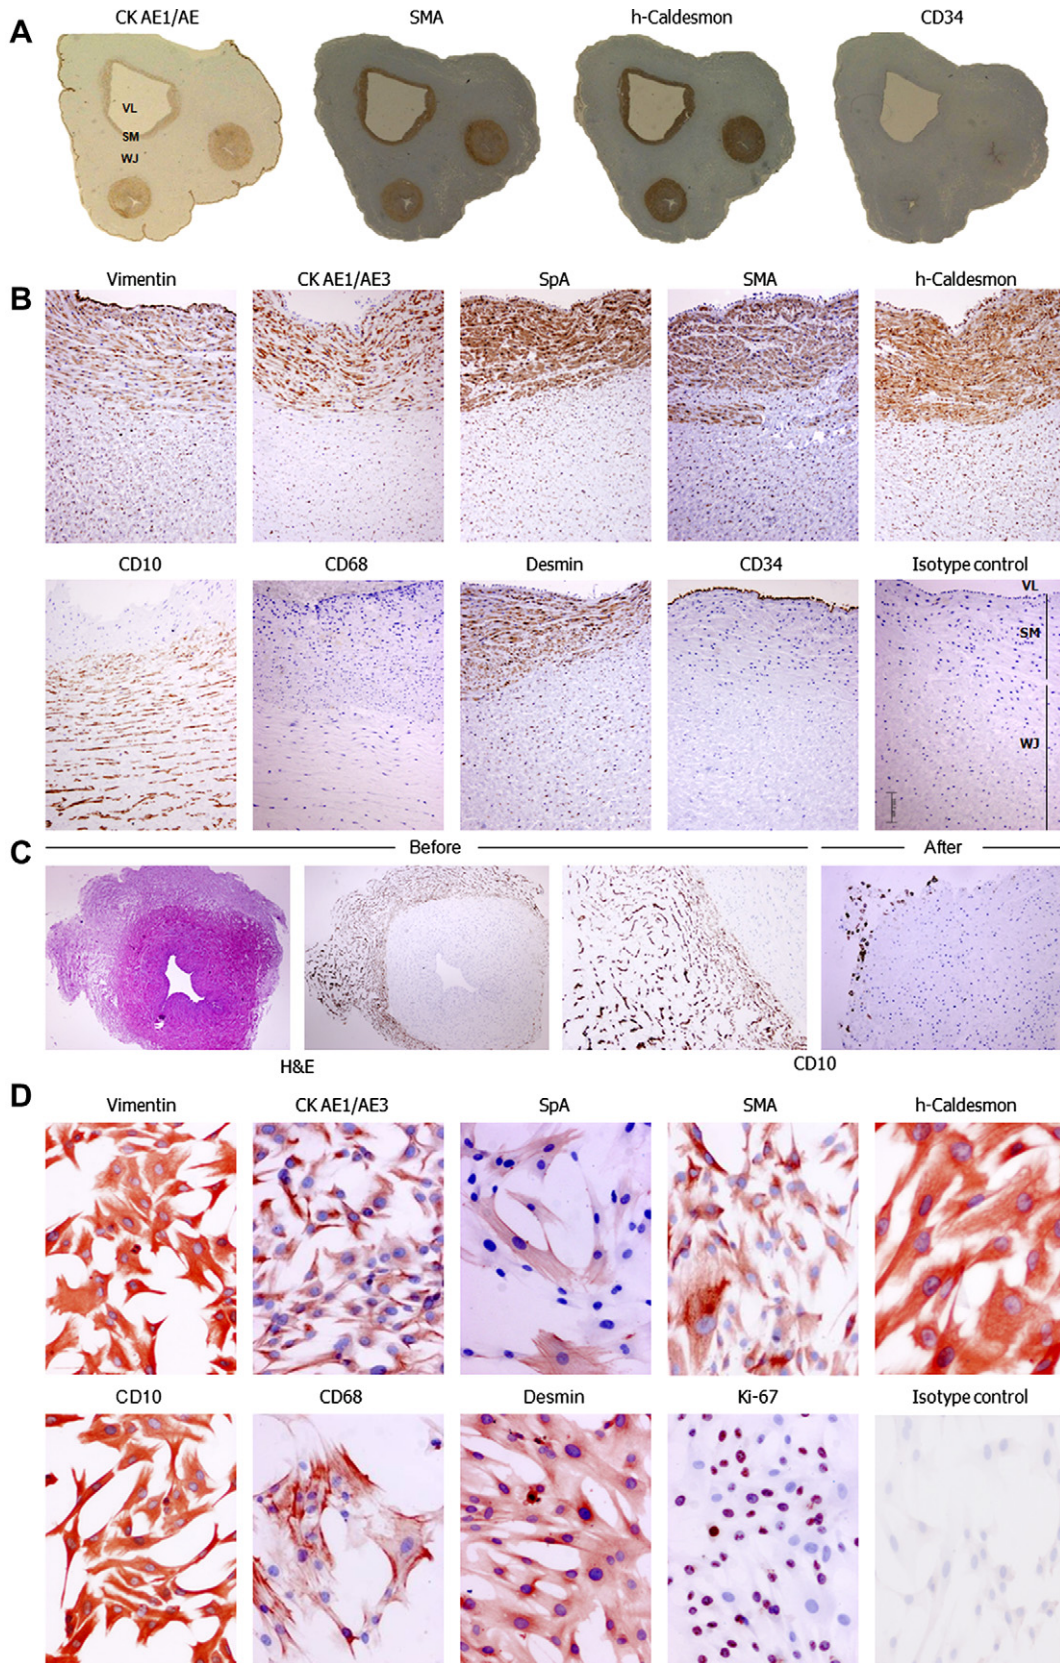 A
CK AE1/AE SMA h-Caldesmon CD34
VL
SM
WJ
B
Vimentin CK AE1/AE3 SpA SMA h-Caldesmon
CD10 CD68 Desmin CD34 Isotype control
VL
SM
WJ
C
Before After
H&E CD10
D
Vimentin CK AE1/AE3 SpA SMA h-Caldesmon
CD10 CD68 Desmin Ki-67 Isotype control